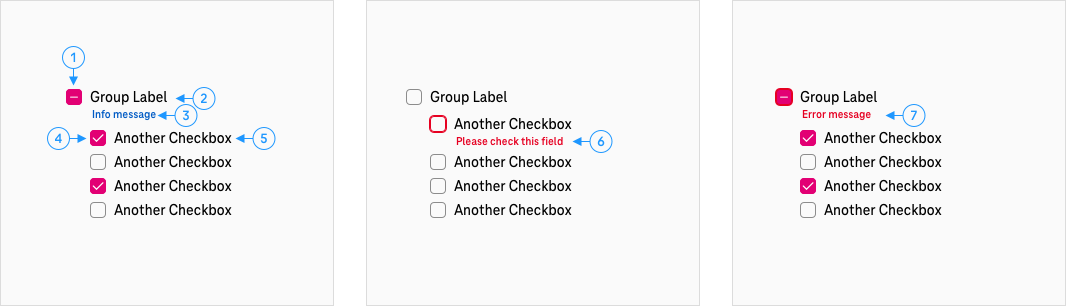 1
Group Label
2
Info message
3
4
Another Checkbox
5
Another Checkbox
Another Checkbox
Another Checkbox
Group Label
Another Checkbox
Please check this field
6
Another Checkbox
Another Checkbox
Another Checkbox
Group Label
Error message
7
Another Checkbox
Another Checkbox
Another Checkbox
Another Checkbox